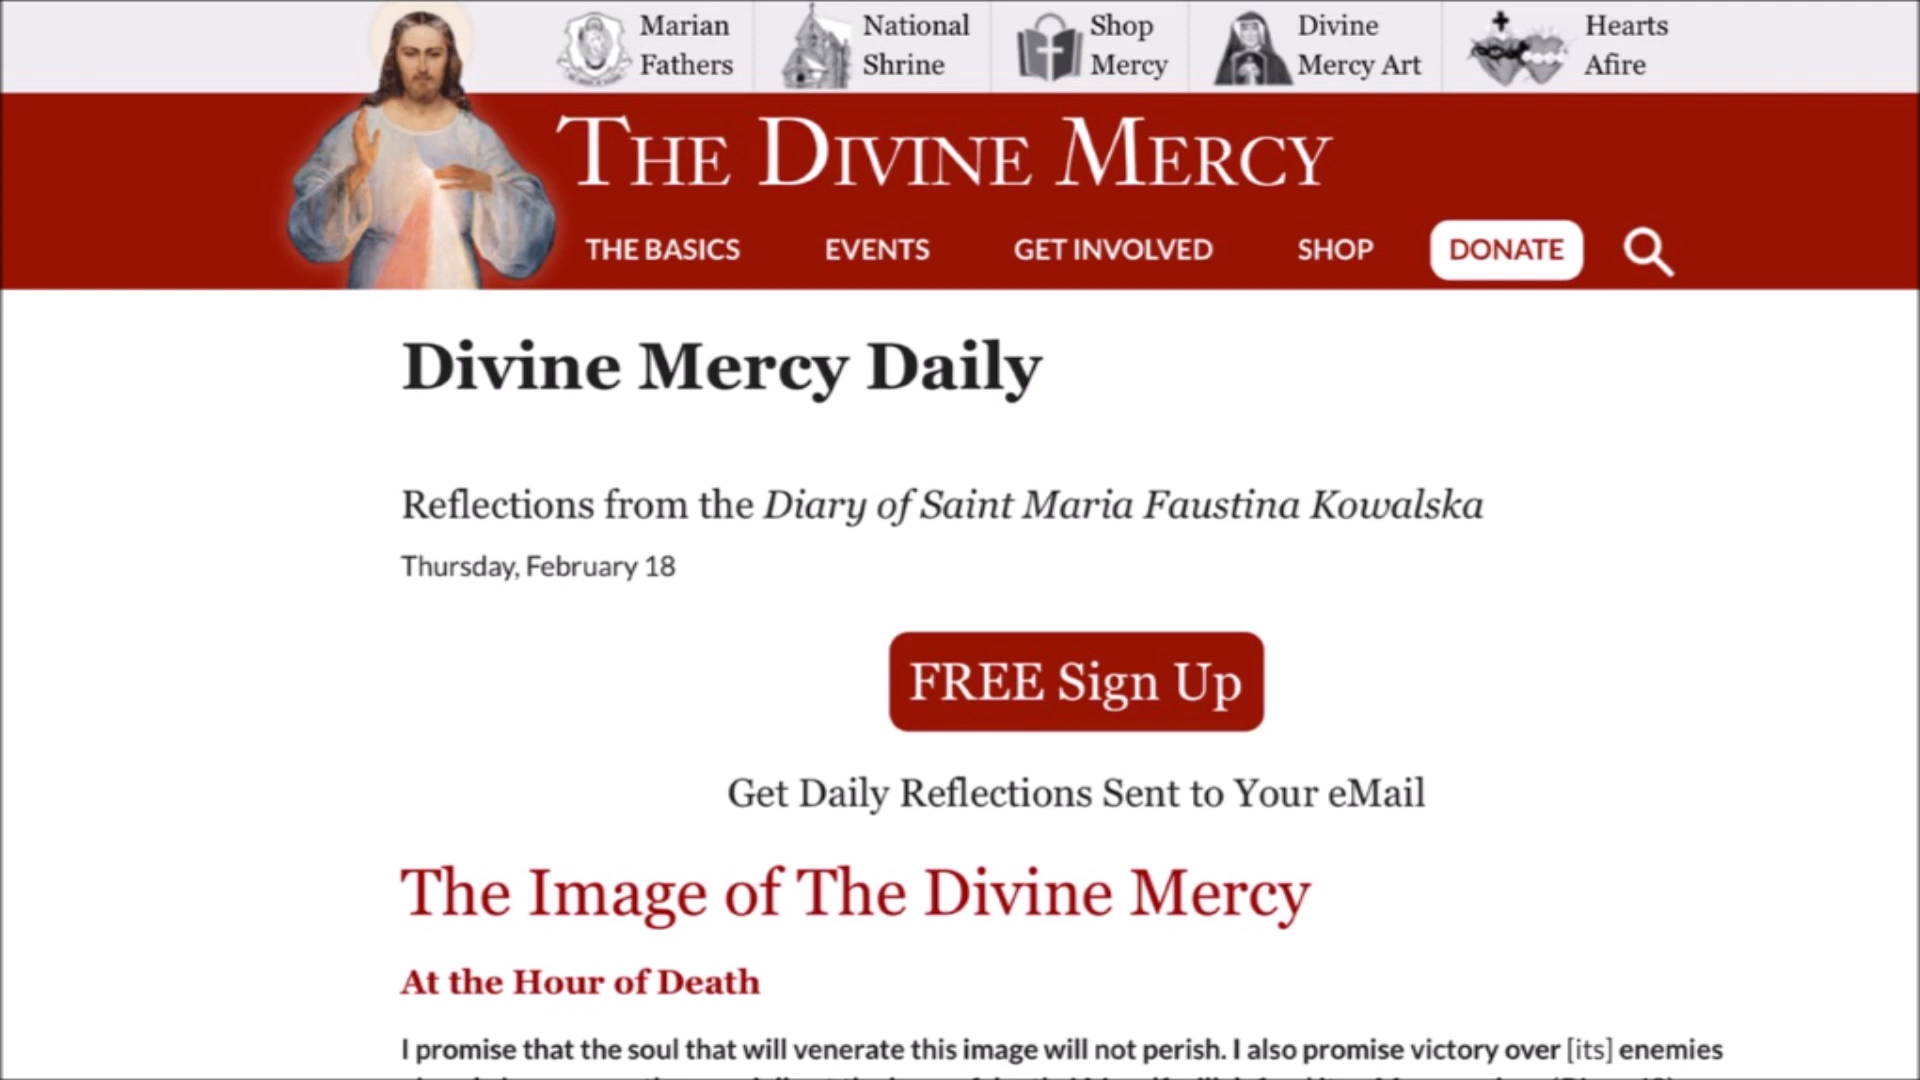 Marian Fathers
National Shrine
Shop Mercy
Divine Mercy Art
Hearts Afire
THE DIVINE MERCY
THE BASICS EVENTS GET INVOLVED SHOP DONATE
Divine Mercy Daily
Reflections from the Diary of Saint Maria Faustina Kowalska
Thursday, February 18
FREE Sign Up
Get Daily Reflections Sent to Your eMail
The Image of The Divine Mercy
At the Hour of Death
I promise that the soul that will venerate this image will not perish. I also promise victory over [its] enemies